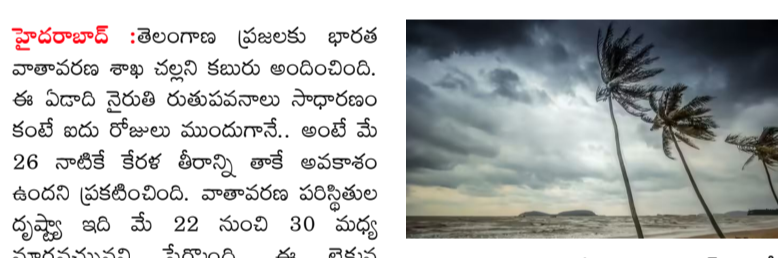 హైదరాబాద్ :తెలంగాణ ప్రజలకు భారత
వాతావరణ శాఖ చల్లని కబురు అందించింది.
ఈ ఏడాది నైరుతి రుతుపవనాలు సాధారణం
కంటే ఐదు రోజులు ముందుగానే.. అంటే మే
26 నాటికే కేరళ తీరాన్ని తాకే అవకాశం
ఉందని ప్రకటించింది. వాతావరణ పరిస్థితుల
దృష్ట్యా ఇది మే 22 నుంచి 30 మధ్య